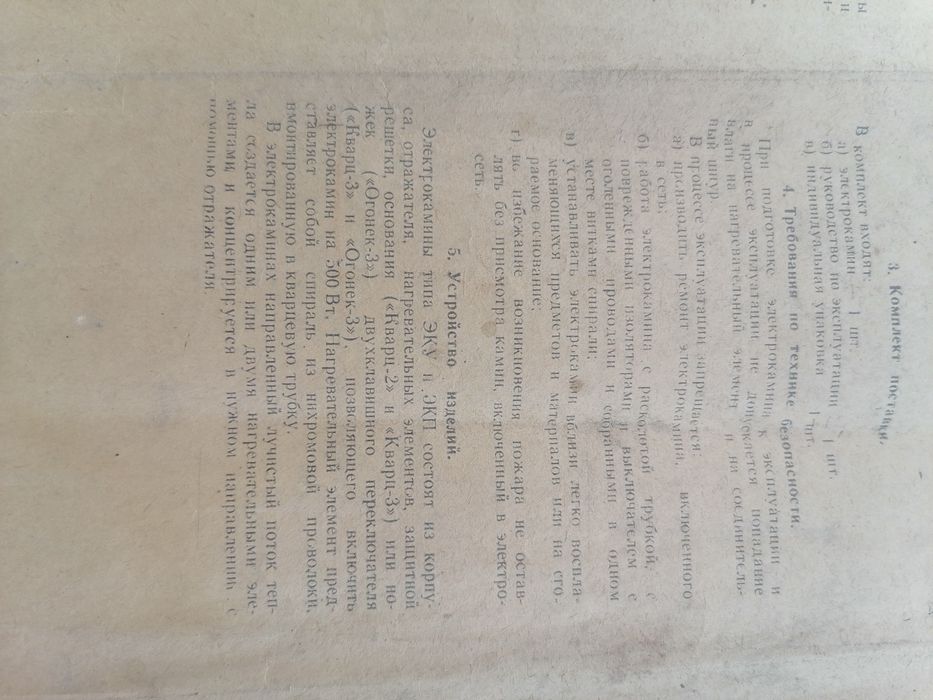 3. Комплект поставки.
В комплект входят:
а) электрокамин — 1 шт.
б) руководство по эксплуатации — 1 шт.
в) индивидуальная упаковка 1 шт.
4. Требования по технике безопасности.
При подготовке электрокамина к эксплуатации и
в процессе эксплуатации не допускается попадание
влаги на нагревательный элемент и на соединитель-
ный шнур.
В процессе эксплуатации запрещается:
а) производить ремонт электрокамина, включенного
в сеть;
б) работа электрокамина с расколотой трубкой, с
поврежденными изоляторами и выключателем с
оголенными проводами и собранными в одном
месте витками спирали;
в) устанавливать электрокамин вблизи легко воспла-
меняющихся предметов и материалов или на сго-
раемое основание;
г) во избежание возникновения пожара не остав-
лять без присмотра камин, включенный в электро-
сеть.
5. Устройство изделий.
Электрокамины типа ЭКУ и ЭКП состоят из корпу-
са, отражателя, нагревательных элементов, защитной
решетки, основания («Кварц-2» и «Кварц-3») или но-
жек («Огонек-3») двухклавишного переключателя
(«Кварц-3» и «Огонек-3»), позволяющего включить
электрокамин на 500 Вт. Нагревательный элемент пред-
ставляет собой спираль из нихромовой проволоки,
вмонтированную в кварцевую трубку.
В электрокаминах направленный лучистый поток теп-
ла создается одним или двумя нагревательными эле-
ментами и концентрируется в нужном направлении с
помощью отражателя.